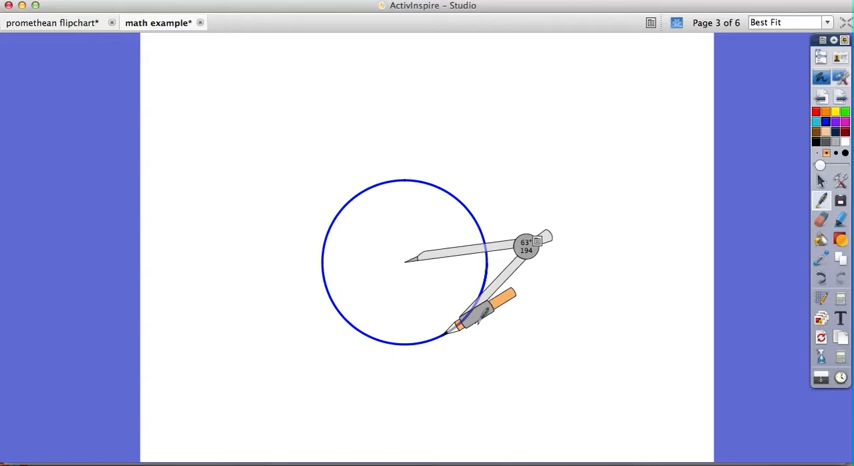 ActivInspire - Studio
promethean flipchart*
math example*
Page 3 of 6
Best Fit
63°
194
T